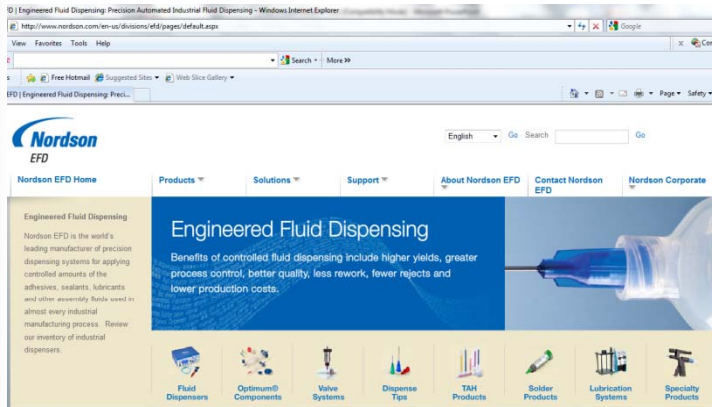 FD | Engineered Fluid Dispensing: Precision Automated Industrial Fluid Dispensing - Windows Internet Explorer
http://www.nordson.com/en-us/divisions/efd/pages/default.aspx
Google
View Favorites Tools Help
x Con
Search More >>
s Free Hotmail Suggested Sites Web Slice Gallery
EFD | Engineered Fluid Dispensing: Preci...
Page Safety
Nordson
EFD
English Go Search Go
Nordson EFD Home
Products
Solutions
Support
About Nordson EFD
Contact Nordson
EFD
Nordson Corporate
Engineered Fluid Dispensing
Nordson EFD is the world's
leading manufacturer of precision
dispensing systems for applying
controlled amounts of the
adhesives, sealants, lubricants
and other assembly fluids used in
almost every industrial
manufacturing process. Review
our inventory of industrial
dispensers.
Engineered Fluid Dispensing
Benefits of controlled fluid dispensing include higher yields, greater
process control, better quality, less rework, fewer rejects and
lower production costs.
Fluid
Dispensers
Optimum®
Components
Valve
Systems
Dispense
Tips
TAH
Products
Solder
Products
Lubrication
Systems
Specialty
Products